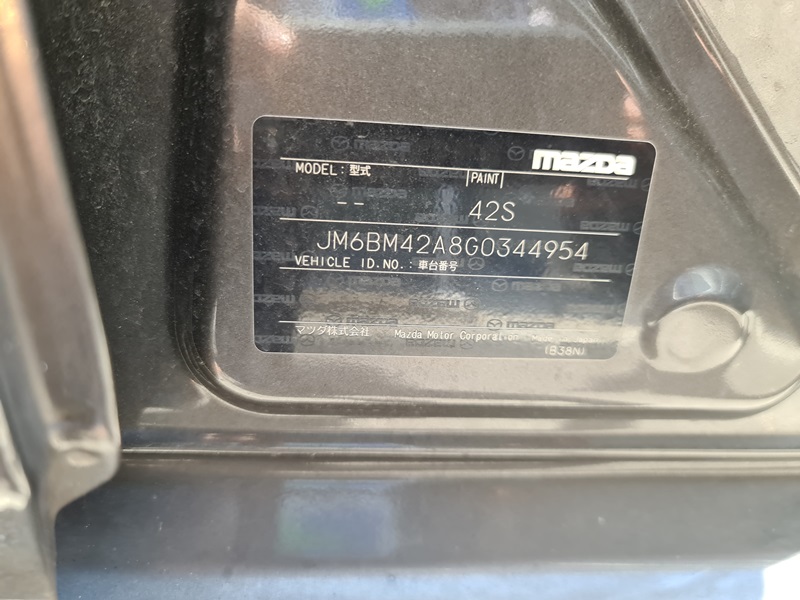 mazda
MODEL:型式 PAINT
-- 42S
JM6BM42A8G0344954
VEHICLE ID.NO.:車台番号
マツダ株式会社 Mazda Motor Corporation